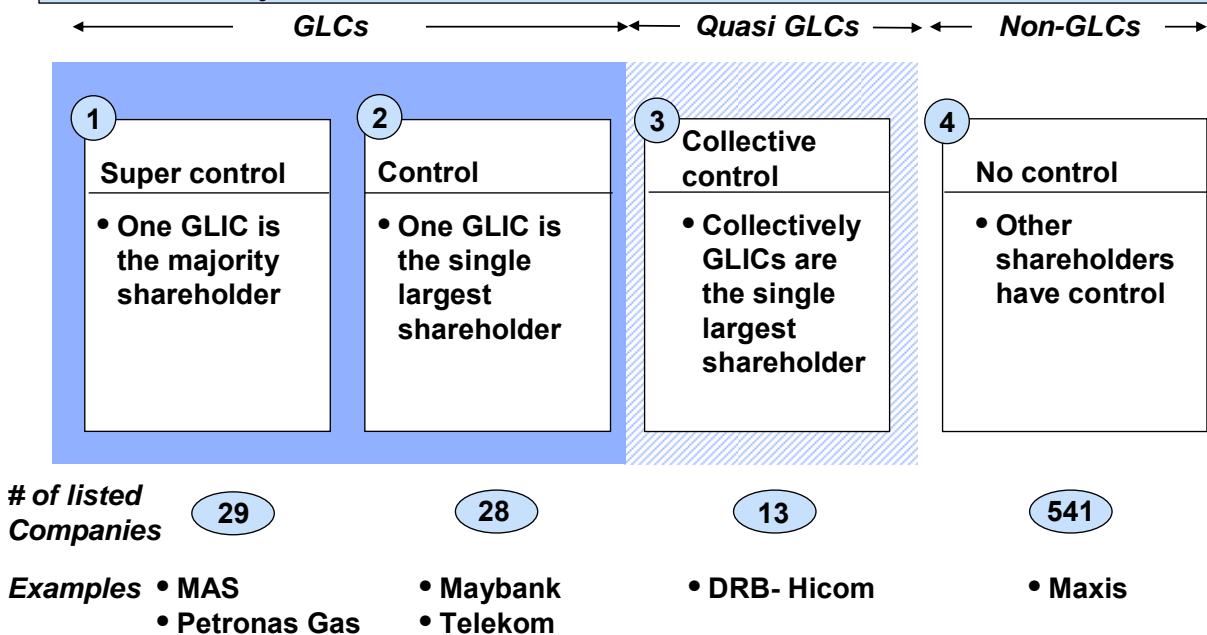 GLCs
Quasi GLCs
Non-GLCs
1
Super control
• One GLIC is
the majority
shareholder
2
Control
• One GLIC is
the single
largest
shareholder
3
Collective
control
• Collectively
GLICs are
the single
largest
shareholder
4
No control
• Other
shareholders
have control
# of listed
Companies
29
28
13
541
Examples
• MAS
• Petronas Gas
• Maybank
• Telekom
• DRB- Hicom
• Maxis